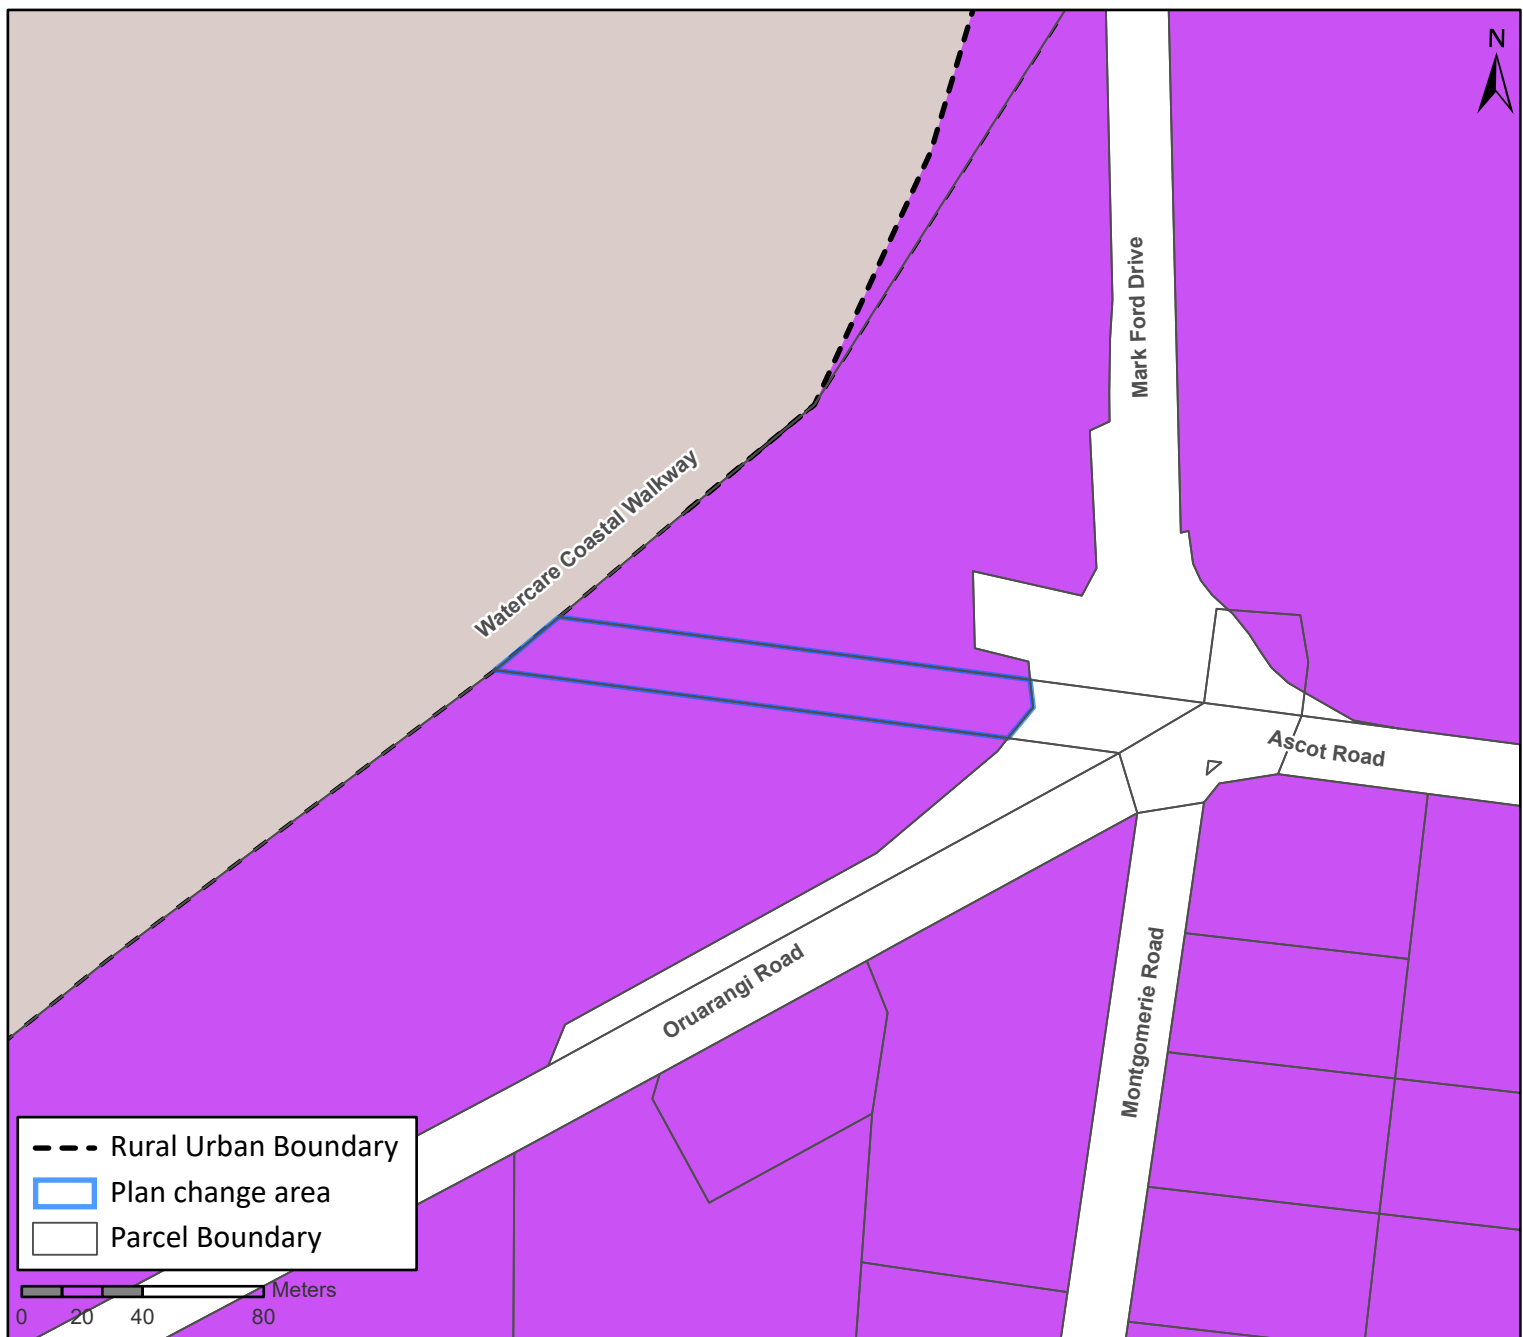 N
Mark Ford Drive
Watercare Coastal Walkway
Ascot Road
Oruarangi Road
Montgomerie Road
Rural Urban Boundary
Plan change area
Parcel Boundary
Meters
0 20 40 80